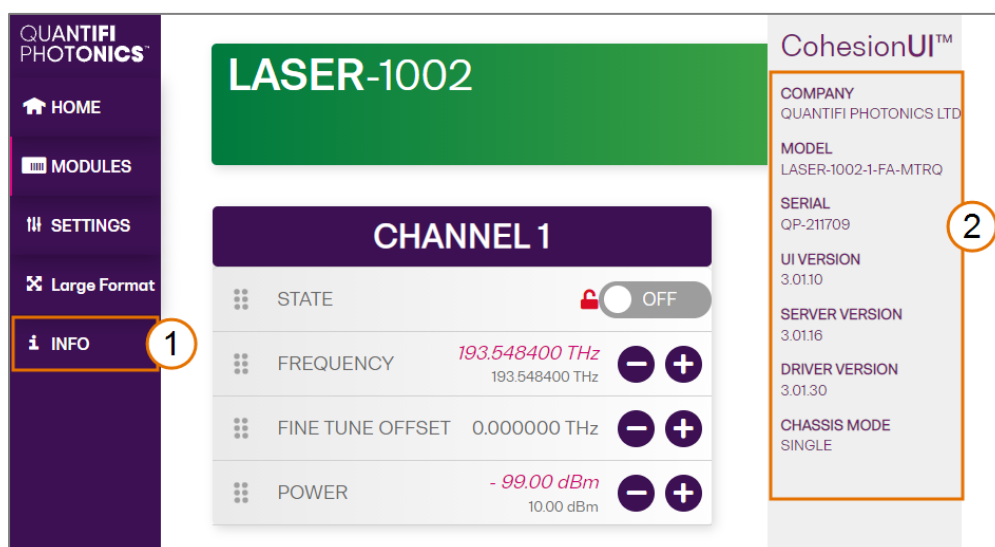 QUANTIFI
PHOTONICS™
HOME
MODULES
SETTINGS
Large Format
INFO
1
LASER-1002
CHANNEL 1
STATE
OFF
FREQUENCY
193.548400 THz
193.548400 THz
FINE TUNE OFFSET
0.000000 THz
POWER
- 99.00 dBm
10.00 dBm
CohesionUI™
COMPANY
QUANTIFI PHOTONICS LTD
MODEL
LASER-1002-1-FA-MTRQ
SERIAL
QP-211709
UI VERSION
3.01.10
SERVER VERSION
3.01.16
DRIVER VERSION
3.01.30
CHASSIS MODE
SINGLE
2